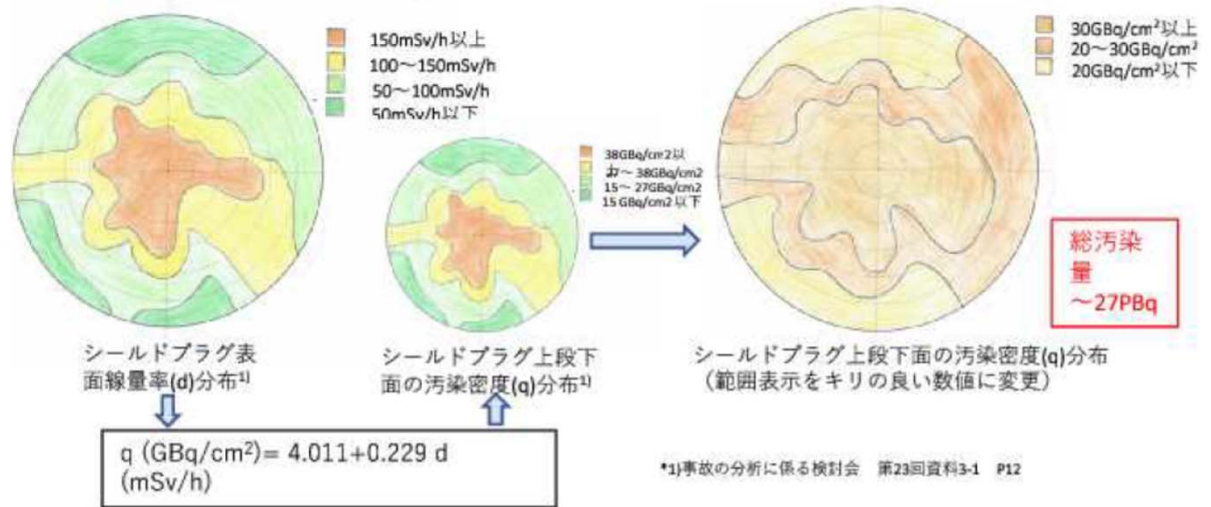 150mSv/h以上
100～150mSv/h
50～100mSv/h
50mSv/h以下
38GBq/cm2以
27～ 38GBq/cm2
15～ 27GBq/cm2
15 GBq/cm2以下
30GBq/cm²以上
20～30GBq/cm²
20GBq/cm²以下
総汚染
量
～27PBq
シールドプラグ表
面線量率(d)分布¹⁾
シールドプラグ上段下
面の汚染密度(q)分布¹⁾
シールドプラグ上段下面の汚染密度(q)分布
（範囲表示をキリの良い数値に変更）
q (GBq/cm²)= 4.011+0.229 d
(mSv/h)
*1)事故の分析に係る検討会 第23回資料3-1 P12